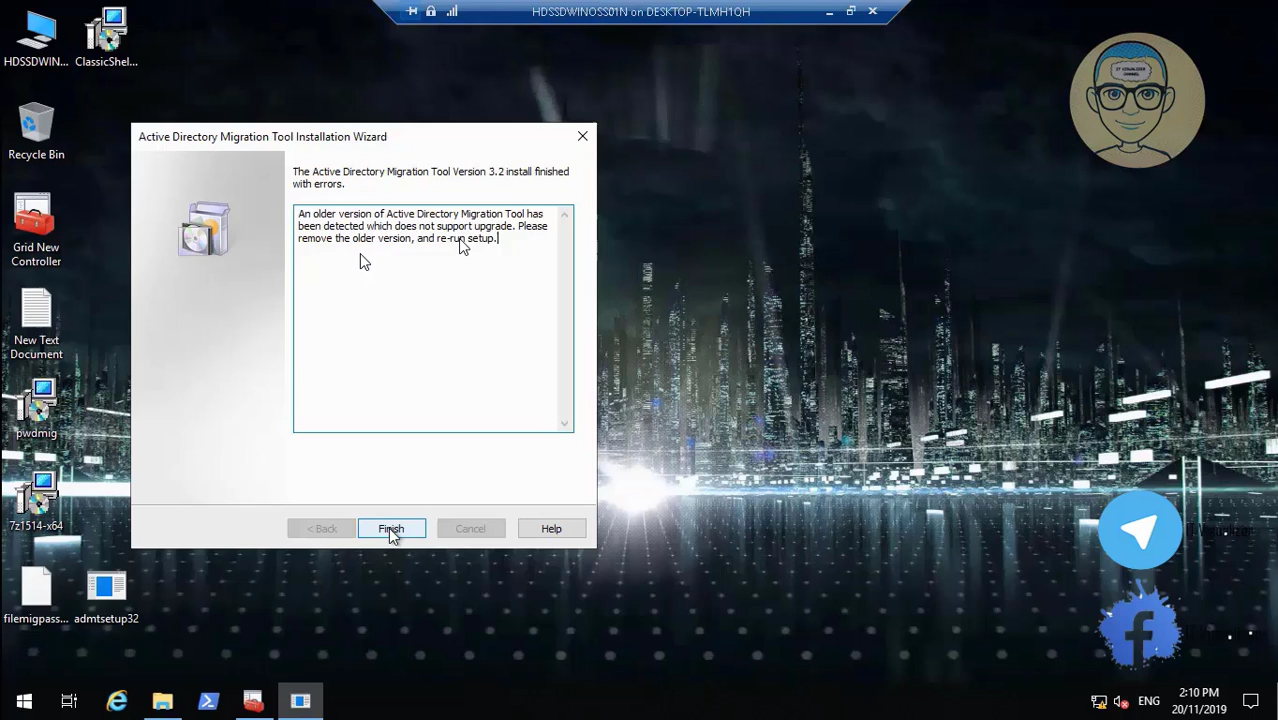 HDSSDWINOSS01N on DESKTOP-TLMH1QH
HDSSDWIN...
ClassicShel...
IT VISUALIZER
CHANNEL
Recycle Bin
Grid New
Controller
New Text
Document
pwdmig
7z1514-x64
filemigpass...
admtsetup32
Active Directory Migration Tool Installation Wizard
The Active Directory Migration Tool Version 3.2 install finished
with errors.
An older version of Active Directory Migration Tool has
been detected which does not support upgrade. Please
remove the older version, and re-run setup.
< Back
Finish
Cancel
Help
ENG
2:10 PM
20/11/2019